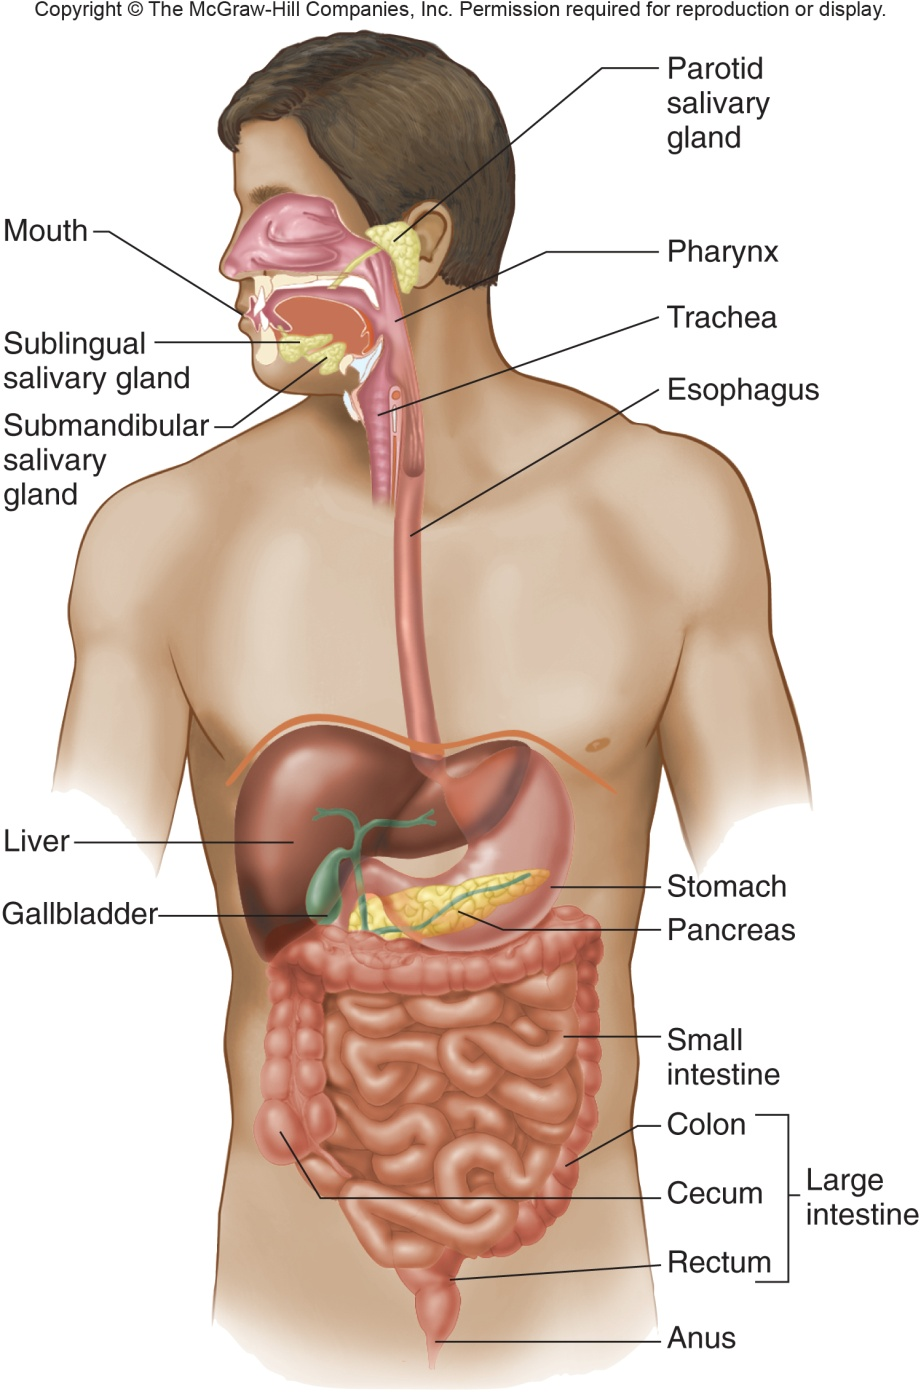 Copyright © The McGraw-Hill Companies, Inc. Permission required for reproduction or display.
Parotid
salivary
gland
Mouth
Pharynx
Trachea
Sublingual
salivary gland
Esophagus
Submandibular
salivary
gland
Liver
Stomach
Gallbladder
Pancreas
Small
intestine
Colon
Cecum
Large
intestine
Rectum
Anus